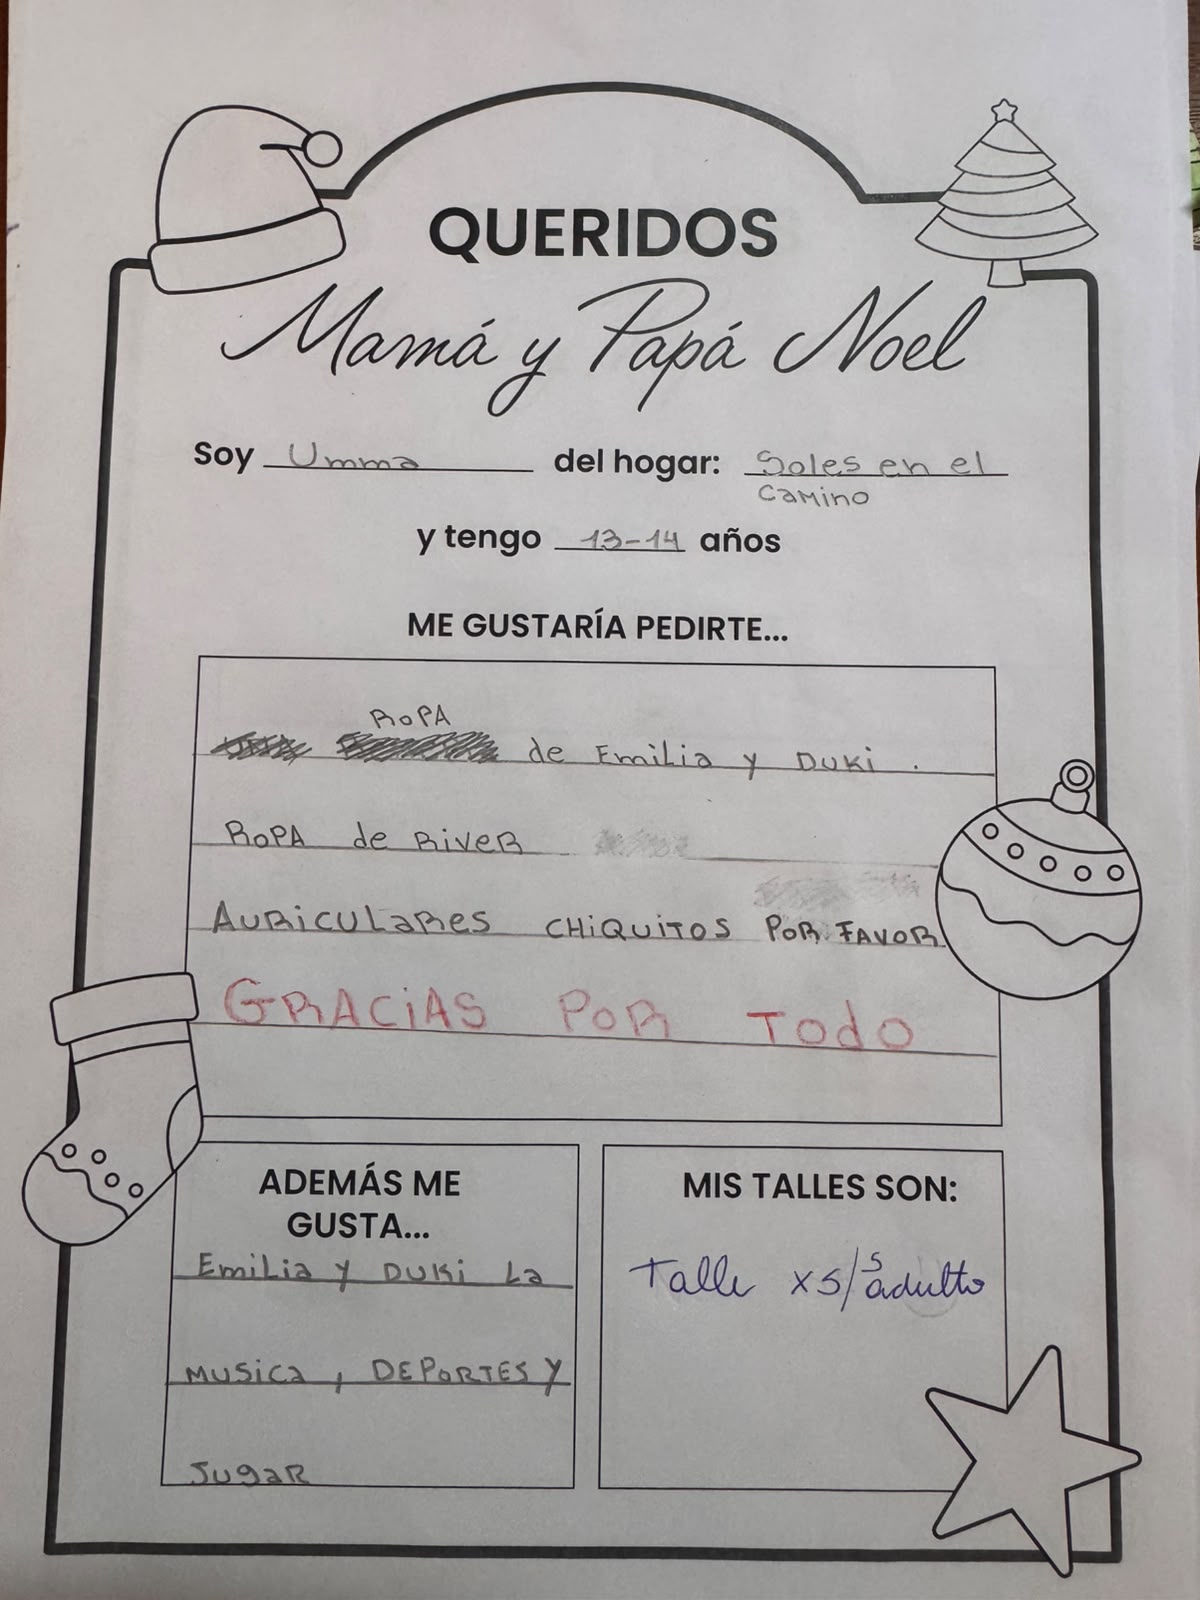 QUERIDOS
Mamá y Papá Noel
Soy Umma del hogar: Soles en el
camino
y tengo 13-14 años
ME GUSTARÍA PEDIRTE...
ROPA
de Emilia y DUKi .
ROPA de RiveR
AURiCULARES CHiQUiTOS POR FAVOR
GRACiAS POR TOdO
ADEMÁS ME
GUSTA...
Emilia y DUKi La
MUSica , DEPORTES Y
JUgaR
MIS TALLES SON:
Talle xs/s adulto